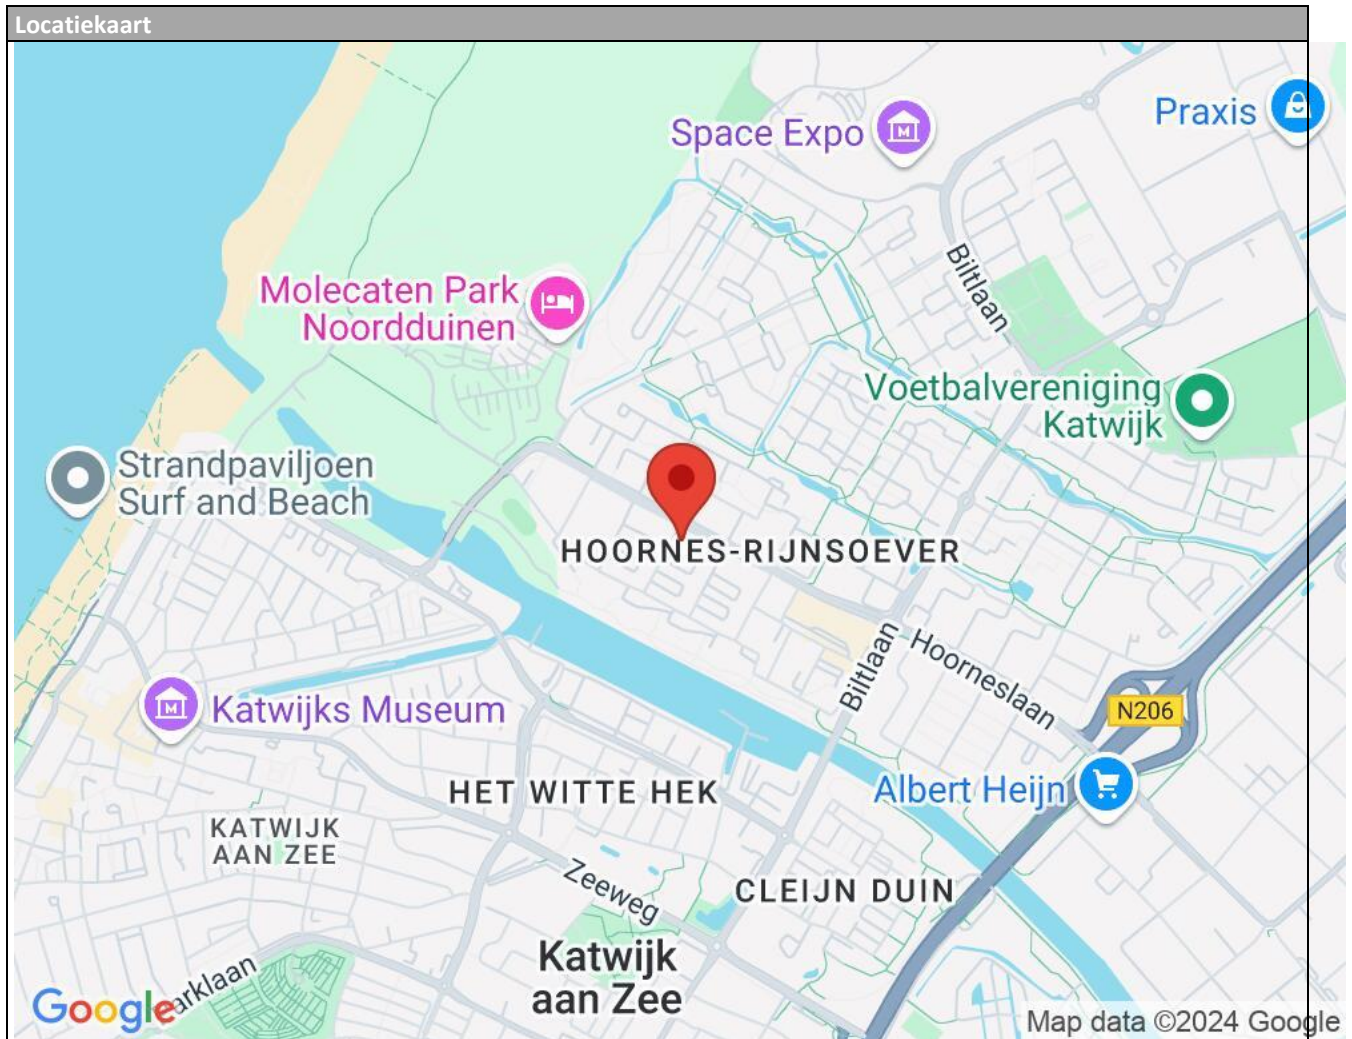 Locatiekaart
Space Expo
Praxis
Biltlaan
Molecaten Park
Noordduinen
Voetbalvereniging
Katwijk
Strandpaviljoen
Surf and Beach
HOORNES-RIJNSOEVER
Biltlaan
Hoorneslaan
N206
Katwijks Museum
HET WITTE HEK
Albert Heijn
KATWIJK
AAN ZEE
Zeeweg
CLEIJN DUIN
Katwijk
aan Zee
arklaan
Google
Map data ©2024 Google